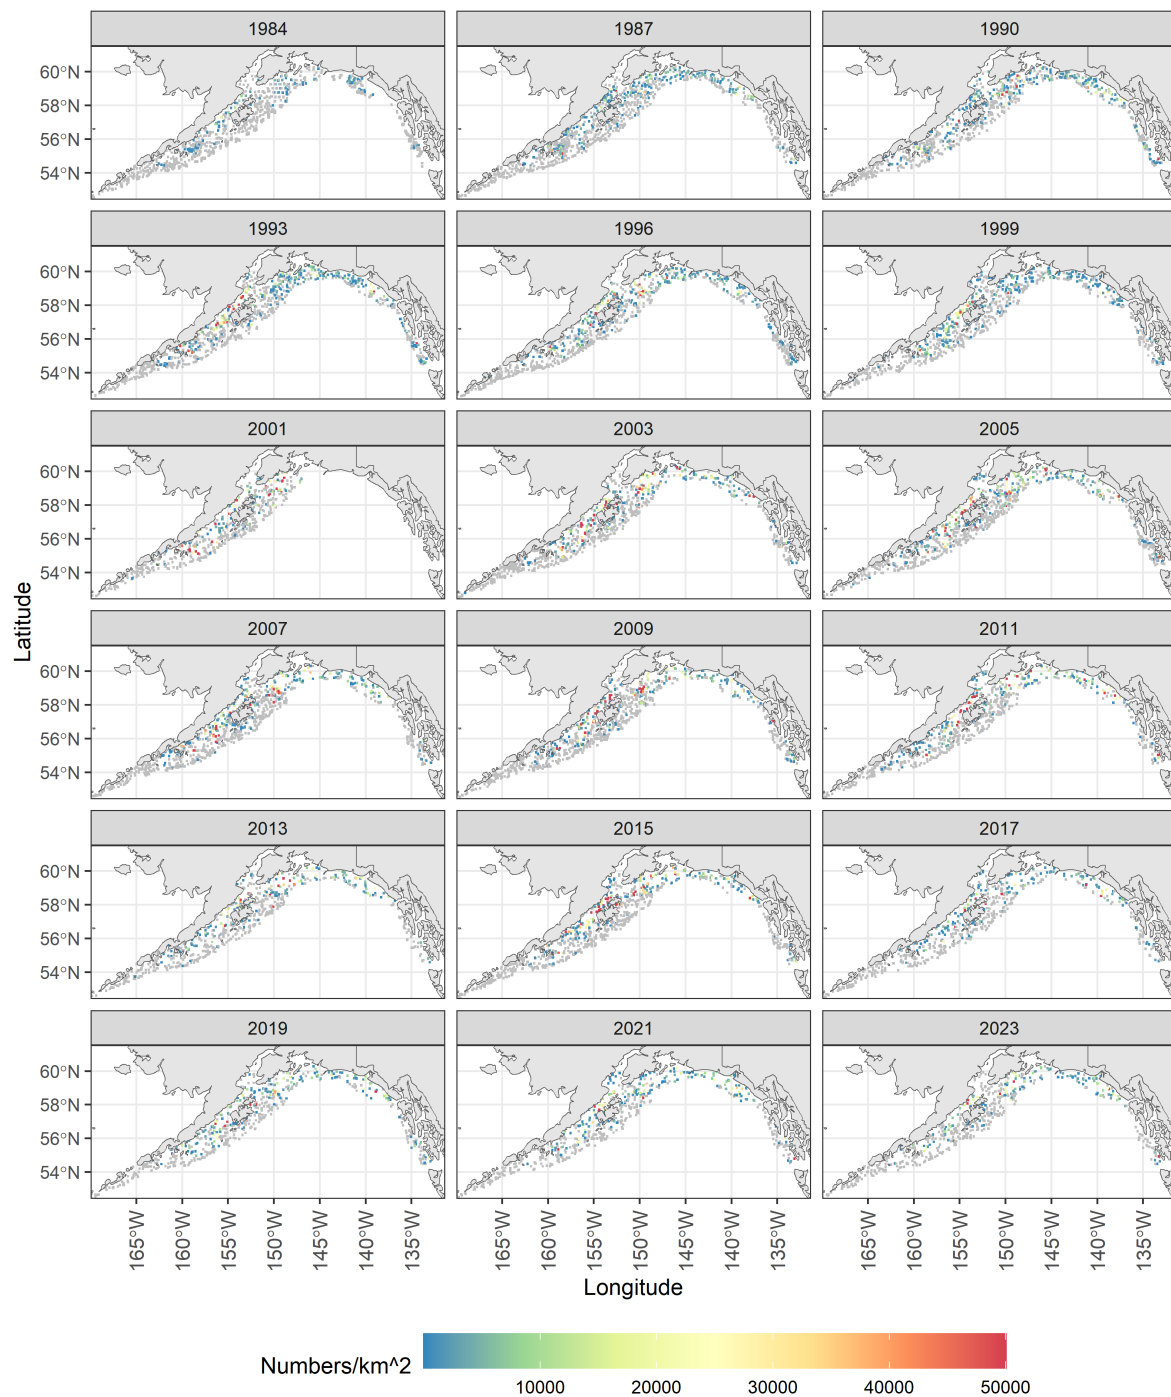 1984 1987 1990
60°N
58°N
56°N
54°N
1993 1996 1999
60°N
58°N
56°N
54°N
2001 2003 2005
60°N
58°N
56°N
54°N
Latitude
2007 2009 2011
60°N
58°N
56°N
54°N
2013 2015 2017
60°N
58°N
56°N
54°N
2019 2021 2023
60°N
58°N
56°N
54°N
165°W 160°W 155°W 150°W 145°W 140°W 135°W 165°W 160°W 155°W 150°W 145°W 140°W 135°W 165°W 160°W 155°W 150°W 145°W 140°W 135°W
Longitude
Numbers/km^2
10000 20000 30000 40000 50000